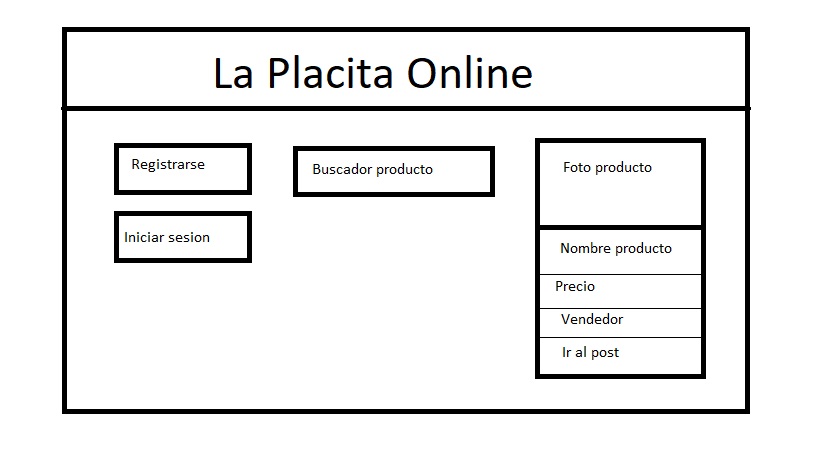 La Placita Online
Registrarse
Iniciar sesion
Buscador producto
Foto producto
Nombre producto
Precio
Vendedor
Ir al post